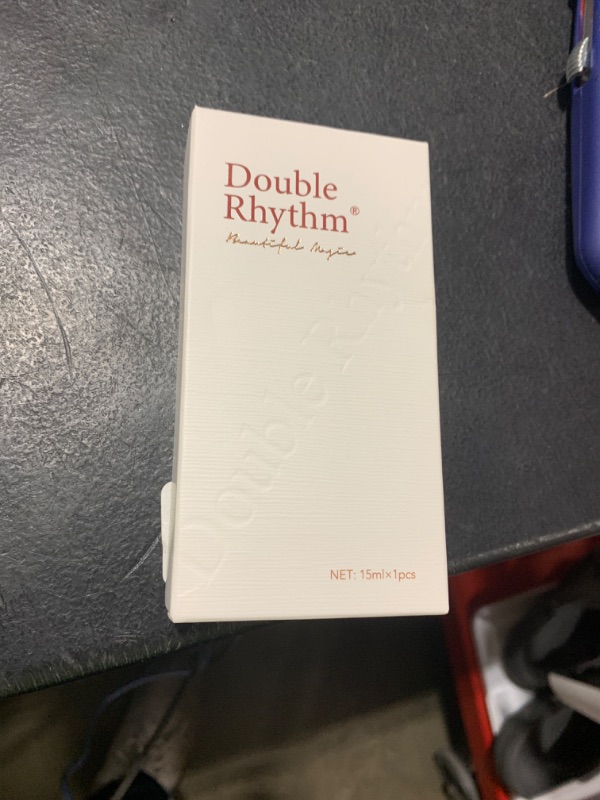 Double
Rhythm®
Beautiful Magic
Double Rhythm
NET: 15ml×1pcs